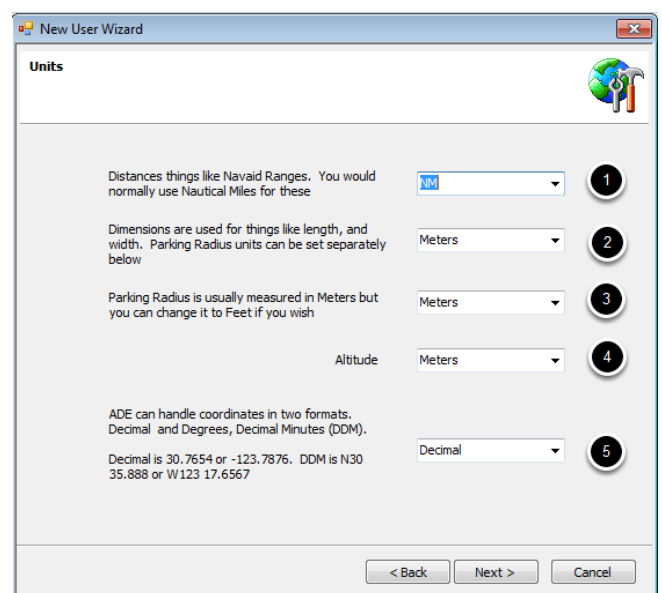 New User Wizard
Units
Distances things like Navaid Ranges. You would
normally use Nautical Miles for these
NM
1
Dimensions are used for things like length, and
width. Parking Radius units can be set separately
below
Meters
2
Parking Radius is usually measured in Meters but
you can change it to Feet if you wish
Meters
3
Altitude
Meters
4
ADE can handle coordinates in two formats.
Decimal and Degrees, Decimal Minutes (DDM).
Decimal is 30.7654 or -123.7876. DDM is N30
35.888 or W123 17.6567
Decimal
5
< Back
Next >
Cancel